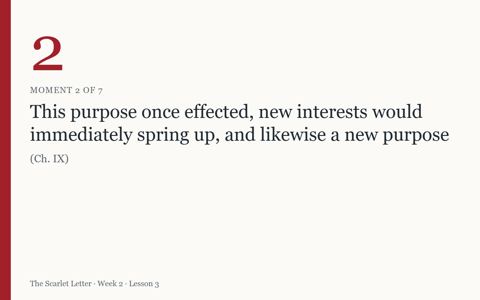 2
MOMENT 2 OF 7
This purpose once effected, new interests would
immediately spring up, and likewise a new purpose
(Ch. IX)
The Scarlet Letter · Week 2 · Lesson 3